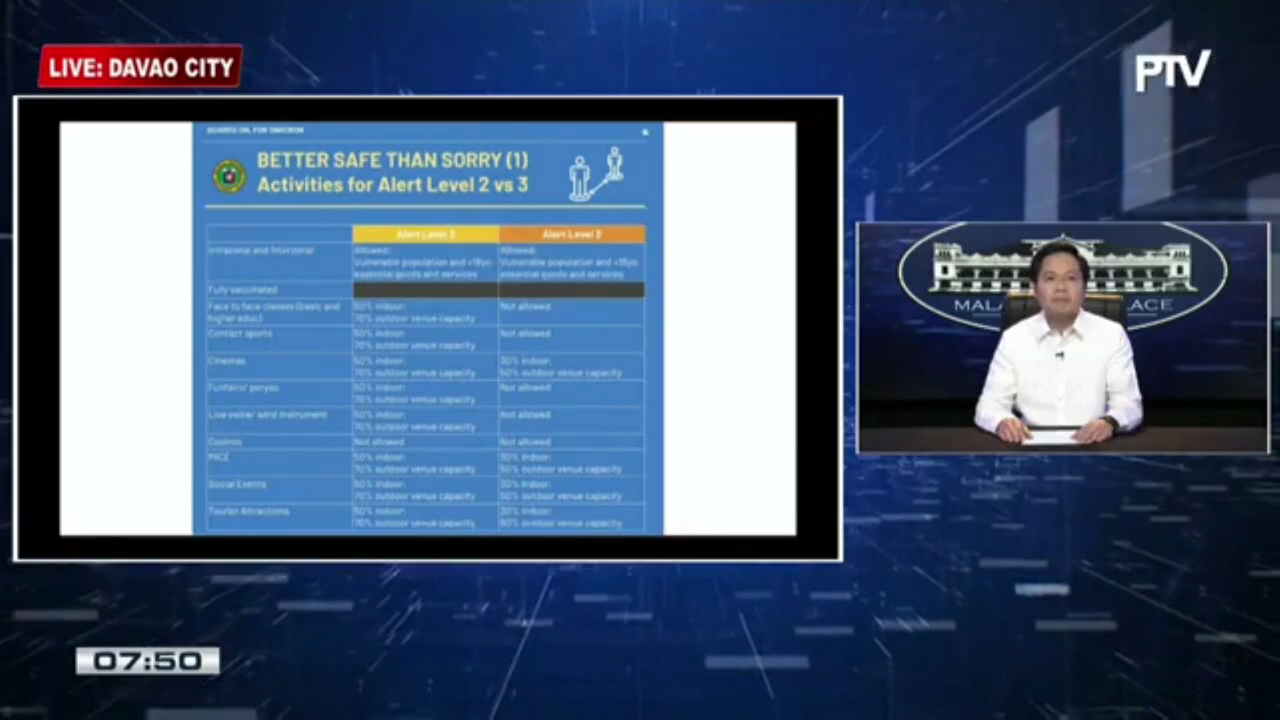 LIVE: DAVAO CITY
PTV
GUARDS ON, FOR OMICRON
BETTER SAFE THAN SORRY (1)
Activities for Alert Level 2 vs 3
Alert Level 2 Alert Level 3
Intrazonal and Interzonal Allowed: Allowed:
Vulnerable population and <18yo: Vulnerable population and <18yo:
essential goods and services essential goods and services
Fully vaccinated
Face to face classes (basic and 50% indoor: Not allowed
higher educ) 70% outdoor venue capacity
Contact sports 50% indoor: Not allowed
70% outdoor venue capacity
Cinemas 50% indoor: 30% indoor:
70% outdoor venue capacity 50% outdoor venue capacity
Funfairs/ peryas 50% indoor: Not allowed
70% outdoor venue capacity
Live voice/ wind instrument 50% indoor: Not allowed
70% outdoor venue capacity
Casinos Not allowed Not allowed
MICE 50% indoor: 30% indoor:
70% outdoor venue capacity 50% outdoor venue capacity
Social Events 50% indoor: 30% indoor:
70% outdoor venue capacity 50% outdoor venue capacity
Tourist Attractions 50% indoor: 30% indoor:
70% outdoor venue capacity 50% outdoor venue capacity
MALA ACE
07:50